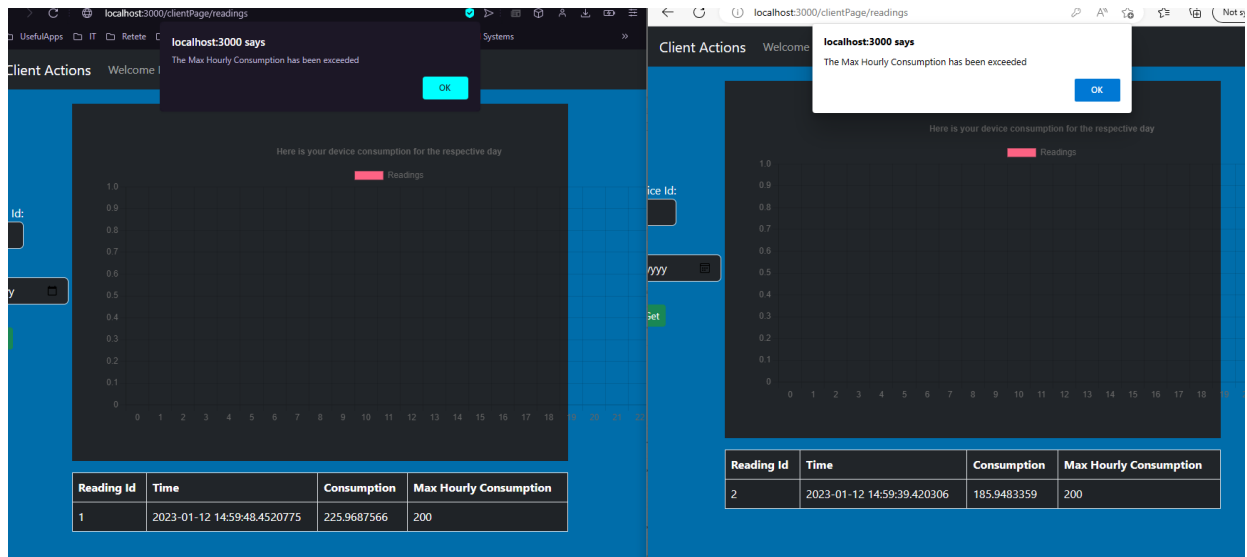 localhost:3000/clientPage/readings
UsefulApps IT Retete Systems »
localhost:3000 says
The Max Hourly Consumption has been exceeded
OK
Client Actions Welcome
Here is your device consumption for the respective day
Readings
1.0
0.9
0.8
0.7
0.6
0.5
0.4
0.3
0.2
0.1
0
0 1 2 3 4 5 6 7 8 9 10 11 12 13 14 15 16 17 18 19 20 21 22
Id:
Reading Id Time Consumption Max Hourly Consumption
1 2023-01-12 14:59:48.4520775 225.9687566 200
localhost:3000/clientPage/readings
Not
localhost:3000 says
The Max Hourly Consumption has been exceeded
OK
Client Actions Welcome
Here is your device consumption for the respective day
Readings
1.0
0.9
0.8
0.7
0.6
0.5
0.4
0.3
0.2
0.1
0
0 1 2 3 4 5 6 7 8 9 10 11 12 13 14 15 16 17 18 19
ice Id:
yyyy
Get
Reading Id Time Consumption Max Hourly Consumption
2 2023-01-12 14:59:39.420306 185.9483359 200